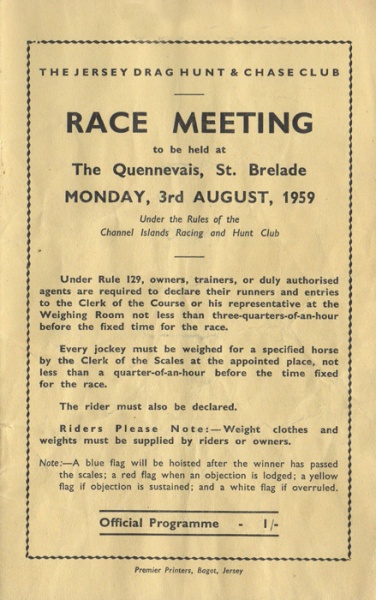 THE JERSEY DRAG HUNT & CHASE CLUB
RACE MEETING
to be held at
The Quennevais, St. Brelade
MONDAY, 3rd AUGUST, 1959
Under the Rules of the
Channel Islands Racing and Hunt Club
Under Rule 129, owners, trainers, or duly authorised
agents are required to declare their runners and entries
to the Clerk of the Course or his representative at the
Weighing Room not less than three-quarters-of-an-hour
before the fixed time for the race.
Every jockey must be weighed for a specified horse
by the Clerk of the Scales at the appointed place, not
less than a quarter-of-an-hour before the time fixed
for the race.
The rider must also be declared.
Riders Please Note:—Weight clothes and
weights must be supplied by riders or owners.
Note:—A blue flag will be hoisted after the winner has passed
the scales; a red flag when an objection is lodged; a yellow
flag if objection is sustained; and a white flag if overruled.
Official Programme - 1/-
Premier Printers, Bagot, Jersey